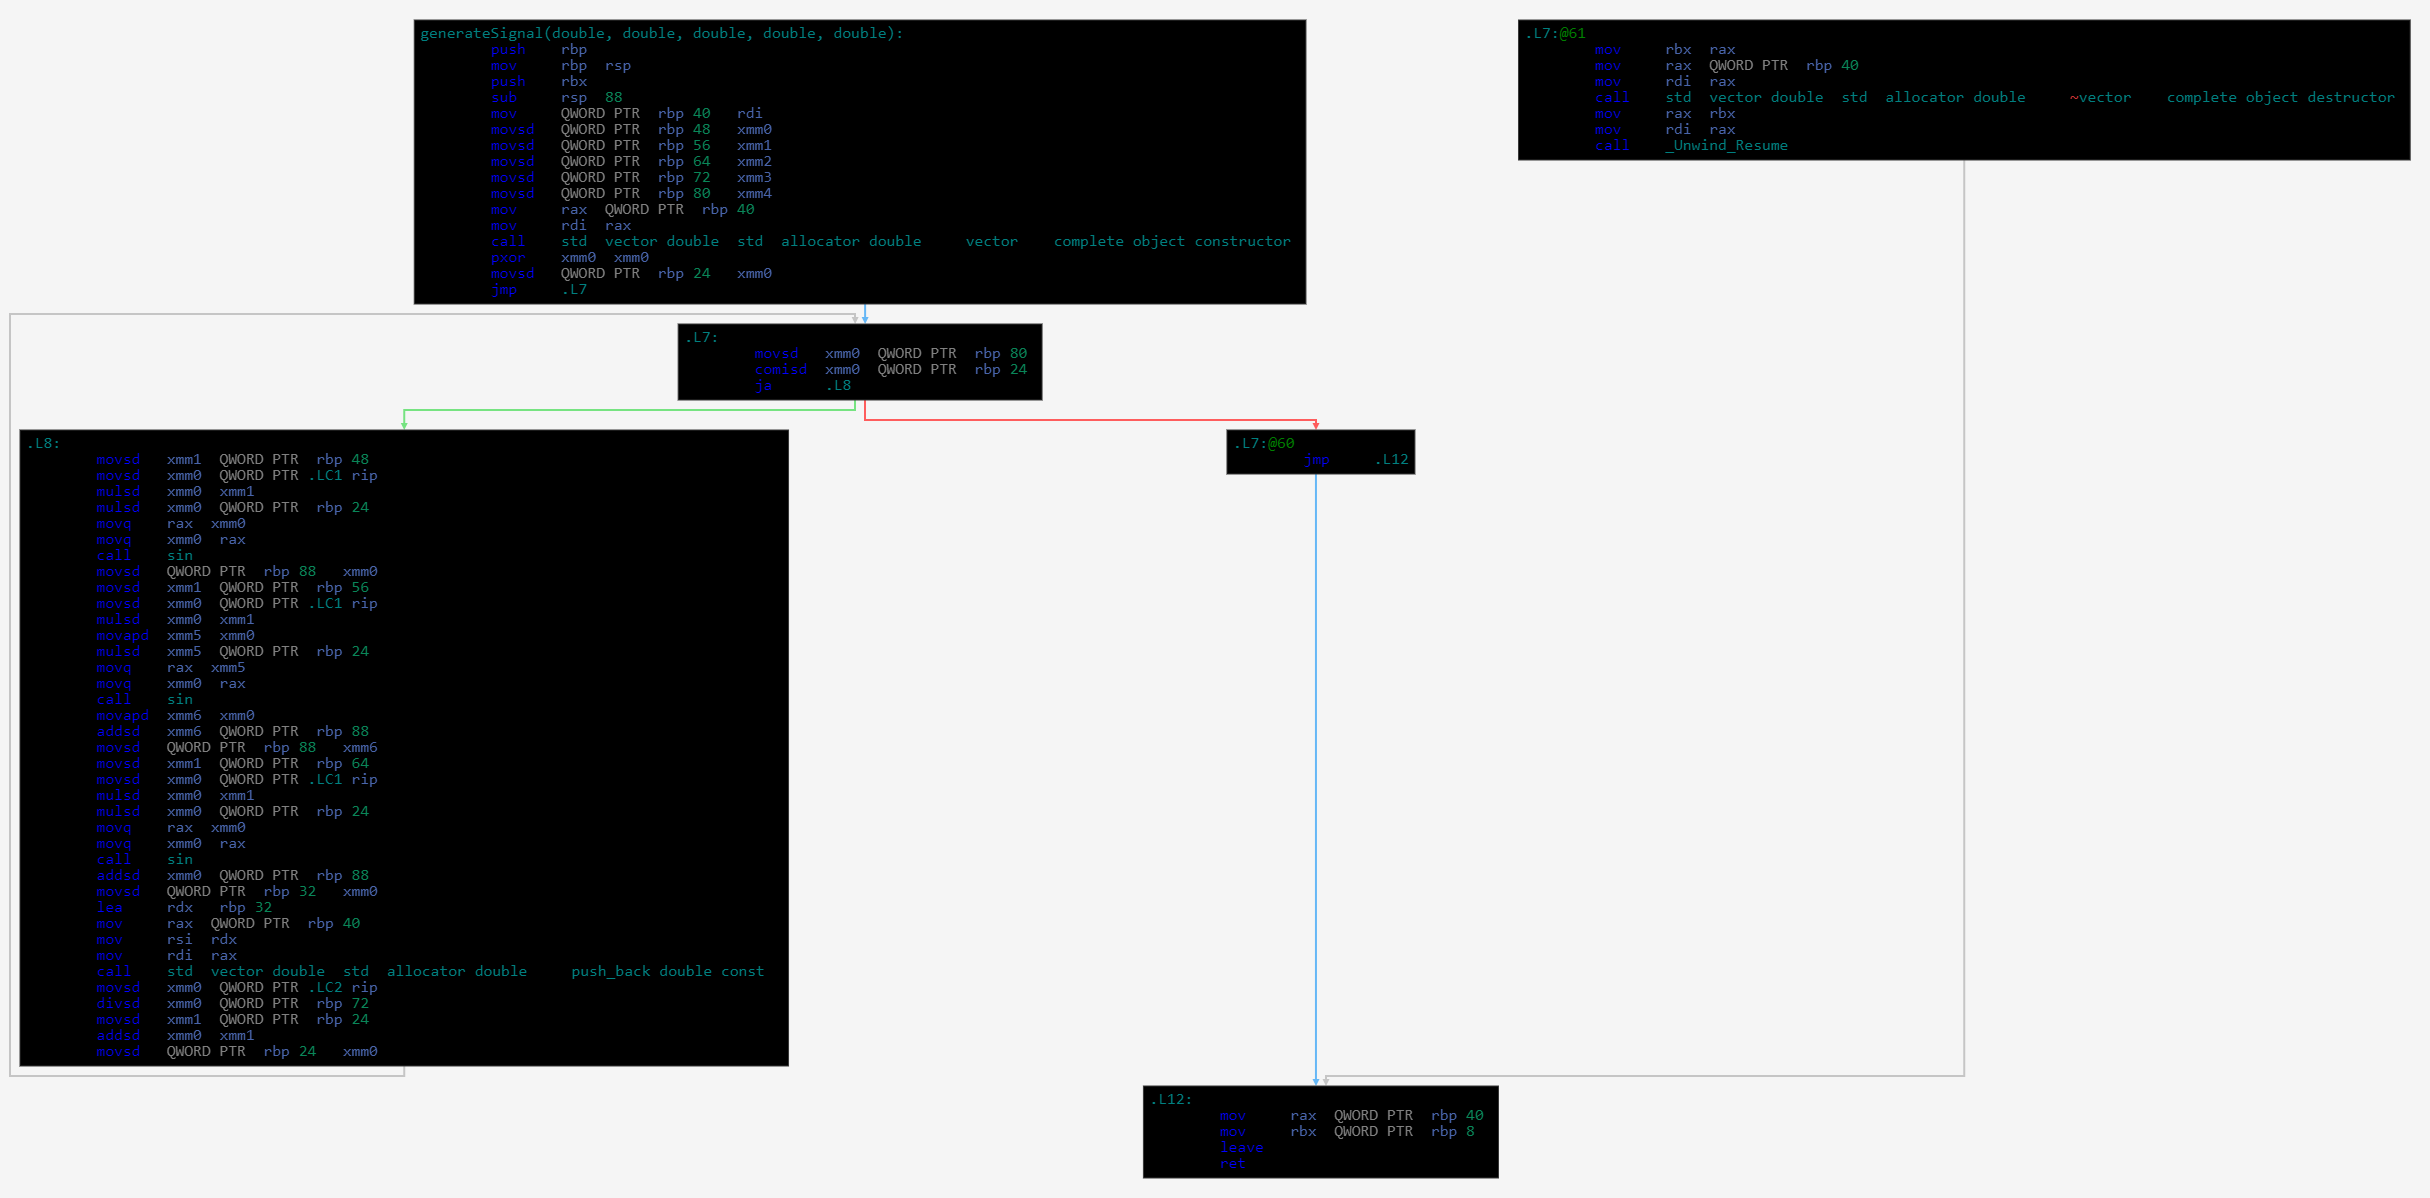 generateSignal(double, double, double, double, double):
push rbp
mov rbp rsp
push rbx
sub rsp 88
mov QWORD PTR rbp 40 rdi
movsd QWORD PTR rbp 48 xmm0
movsd QWORD PTR rbp 56 xmm1
movsd QWORD PTR rbp 64 xmm2
movsd QWORD PTR rbp 72 xmm3
movsd QWORD PTR rbp 80 xmm4
mov rax QWORD PTR rbp 40
mov rdi rax
call std vector double std allocator double vector complete object constructor
pxor xmm0 xmm0
movsd QWORD PTR rbp 24 xmm0
jmp .L7
.L7:@61
mov rbx rax
mov rax QWORD PTR rbp 40
mov rdi rax
call std vector double std allocator double ~vector complete object destructor
mov rax rbx
mov rdi rax
call _Unwind_Resume
.L7:
movsd xmm0 QWORD PTR rbp 80
comisd xmm0 QWORD PTR rbp 24
ja .L8
.L8:
movsd xmm1 QWORD PTR rbp 48
movsd xmm0 QWORD PTR .LC1 rip
mulsd xmm0 xmm1
mulsd xmm0 QWORD PTR rbp 24
movq rax xmm0
movq xmm0 rax
call sin
movsd QWORD PTR rbp 88 xmm0
movsd xmm1 QWORD PTR rbp 56
movsd xmm0 QWORD PTR .LC1 rip
mulsd xmm0 xmm1
movapd xmm5 xmm0
mulsd xmm5 QWORD PTR rbp 24
movq rax xmm5
movq xmm0 rax
call sin
movapd xmm6 xmm0
addsd xmm6 QWORD PTR rbp 88
movsd QWORD PTR rbp 88 xmm6
movsd xmm1 QWORD PTR rbp 64
movsd xmm0 QWORD PTR .LC1 rip
mulsd xmm0 xmm1
mulsd xmm0 QWORD PTR rbp 24
movq rax xmm0
movq xmm0 rax
call sin
addsd xmm0 QWORD PTR rbp 88
movsd QWORD PTR rbp 32 xmm0
lea rdx rbp 32
mov rax QWORD PTR rbp 40
mov rsi rdx
mov rdi rax
call std vector double std allocator double push_back double const
movsd xmm0 QWORD PTR .LC2 rip
divsd xmm0 QWORD PTR rbp 72
movsd xmm1 QWORD PTR rbp 24
addsd xmm0 xmm1
movsd QWORD PTR rbp 24 xmm0
.L7:@60
jmp .L12
.L12:
mov rax QWORD PTR rbp 40
mov rbx QWORD PTR rbp 8
leave
ret